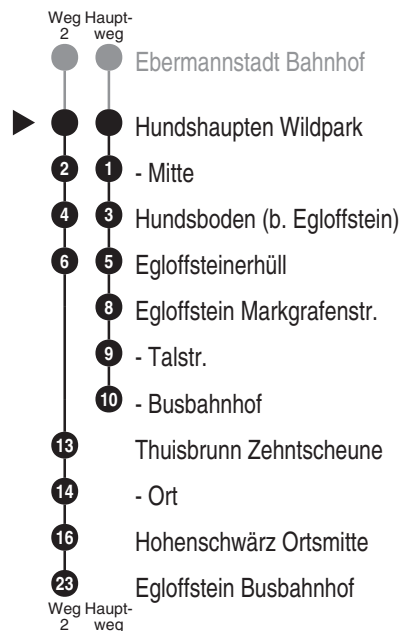 Weg Haupt-
2 weg
Ebermannstadt Bahnhof
Hundshaupten Wildpark
2 1 - Mitte
4 3 Hundsboden (b. Egloffstein)
6 5 Egloffsteinerhüll
8 Egloffstein Markgrafenstr.
9 - Talstr.
10 - Busbahnhof
13 Thuisbrunn Zehntscheune
14 - Ort
16 Hohenschwärz Ortsmitte
23 Egloffstein Busbahnhof
Weg Haupt-
2 weg